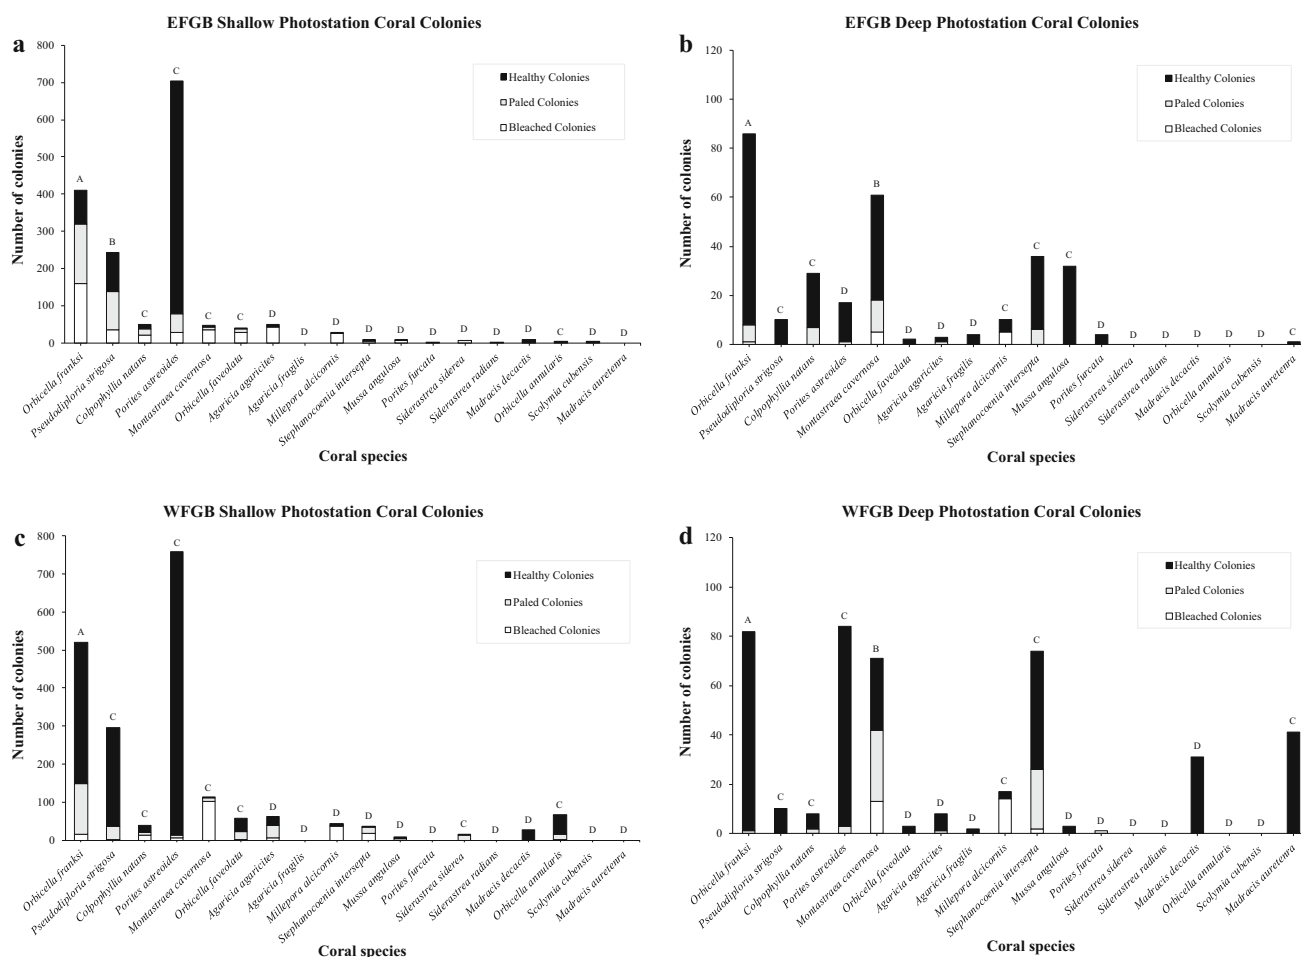 EFGB Shallow Photostation Coral Colonies
a
800
700
600
500
400
300
200
100
0
Number of colonies
Healthy Colonies
Paled Colonies
Bleached Colonies
A
B
C
C
D
C
D
D
D
D
D
D
D
D
D
C
D
D
Orbicella franksi
Pseudodiploria strigosa
Colpophyllia natans
Porites astreoides
Montastraea cavernosa
Orbicella faveolata
Agaricia agaricites
Agaricia fragilis
Millepora alcicornis
Stephanocoenia intersepta
Mussa angulosa
Porites furcata
Siderastrea siderea
Siderastrea radians
Madracis decactis
Orbicella annularis
Scolymia cubensis
Madracis auretenra
Coral species
EFGB Deep Photostation Coral Colonies
b
120
100
80
60
40
20
0
Number of colonies
Healthy Colonies
Paled Colonies
Bleached Colonies
A
C
C
D
B
D
D
D
C
C
C
D
D
D
D
D
D
C
Orbicella franksi
Pseudodiploria strigosa
Colpophyllia natans
Porites astreoides
Montastraea cavernosa
Orbicella faveolata
Agaricia agaricites
Agaricia fragilis
Millepora alcicornis
Stephanocoenia intersepta
Mussa angulosa
Porites furcata
Siderastrea siderea
Siderastrea radians
Madracis decactis
Orbicella annularis
Scolymia cubensis
Madracis auretenra
Coral species
WFGB Shallow Photostation Coral Colonies
c
800
700
600
500
400
300
200
100
0
Number of colonies
Healthy Colonies
Paled Colonies
Bleached Colonies
A
C
C
C
C
D
D
D
D
D
D
D
C
D
D
C
D
D
Orbicella franksi
Pseudodiploria strigosa
Colpophyllia natans
Porites astreoides
Montastraea cavernosa
Orbicella faveolata
Agaricia agaricites
Agaricia fragilis
Millepora alcicornis
Stephanocoenia intersepta
Mussa angulosa
Porites furcata
Siderastrea siderea
Siderastrea radians
Madracis decactis
Orbicella annularis
Scolymia cubensis
Madracis auretenra
Coral species
WFGB Deep Photostation Coral Colonies
d
120
100
80
60
40
20
0
Number of colonies
Healthy Colonies
Paled Colonies
Bleached Colonies
A
C
C
C
B
D
D
D
C
C
D
D
D
D
D
D
D
C
Orbicella franksi
Pseudodiploria strigosa
Colpophyllia natans
Porites astreoides
Montastraea cavernosa
Orbicella faveolata
Agaricia agaricites
Agaricia fragilis
Millepora alcicornis
Stephanocoenia intersepta
Mussa angulosa
Porites furcata
Siderastrea siderea
Siderastrea radians
Madracis decactis
Orbicella annularis
Scolymia cubensis
Madracis auretenra
Coral species